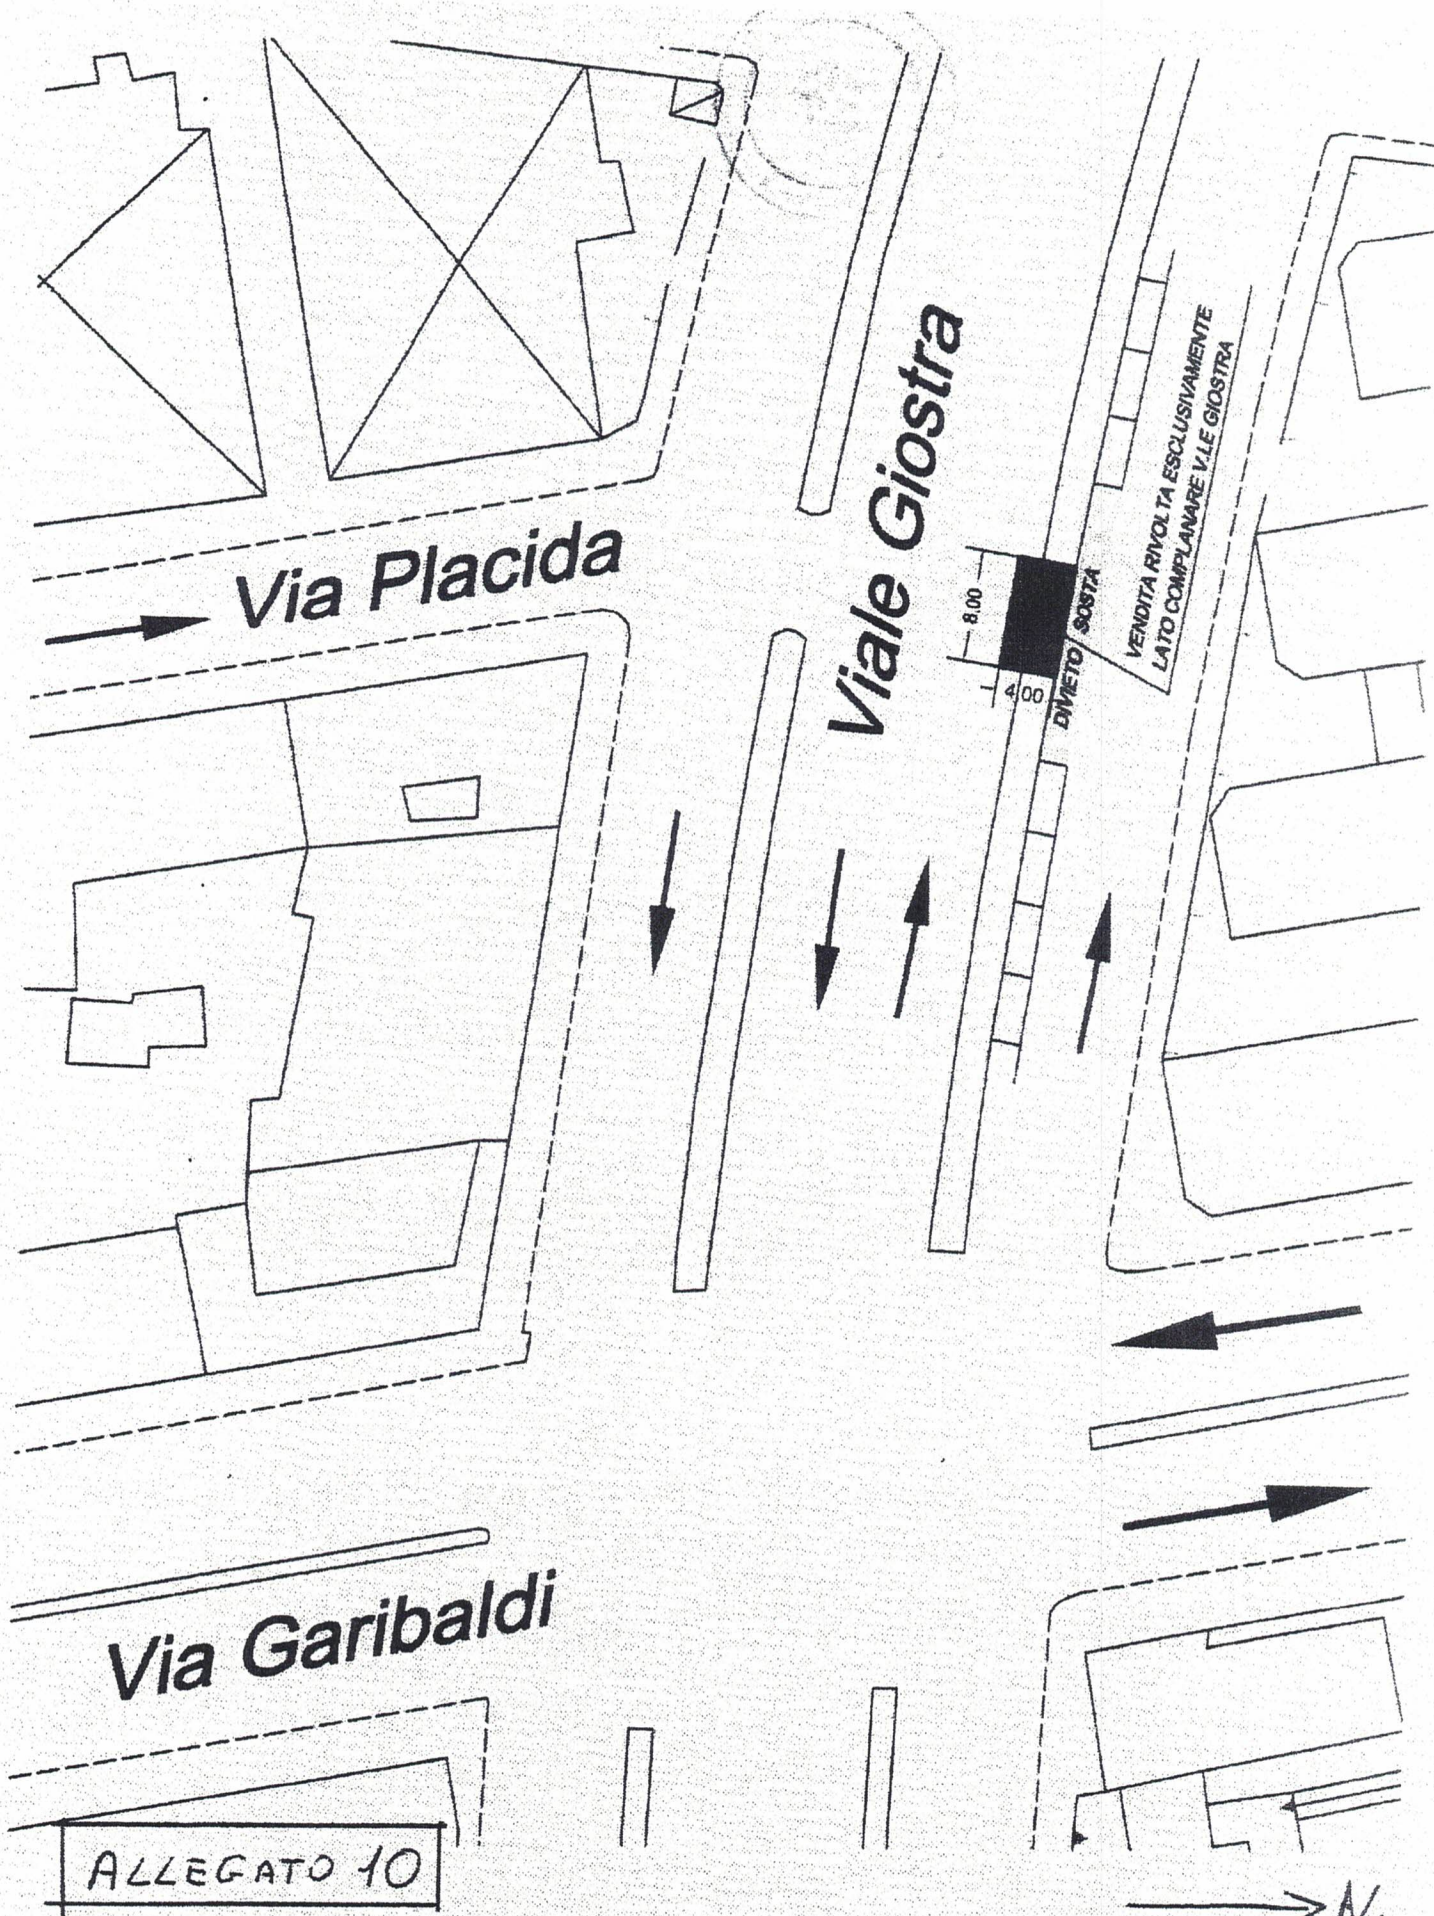 Via Placida
Viale Giostra
8.00
4.00
DIVIETO SOSTA
VENDITA RIVOLTA ESCLUSIVAMENTE
LATO COMPLANARE V.LE GIOSTRA
Via Garibaldi
ALLEGATO 10
N.